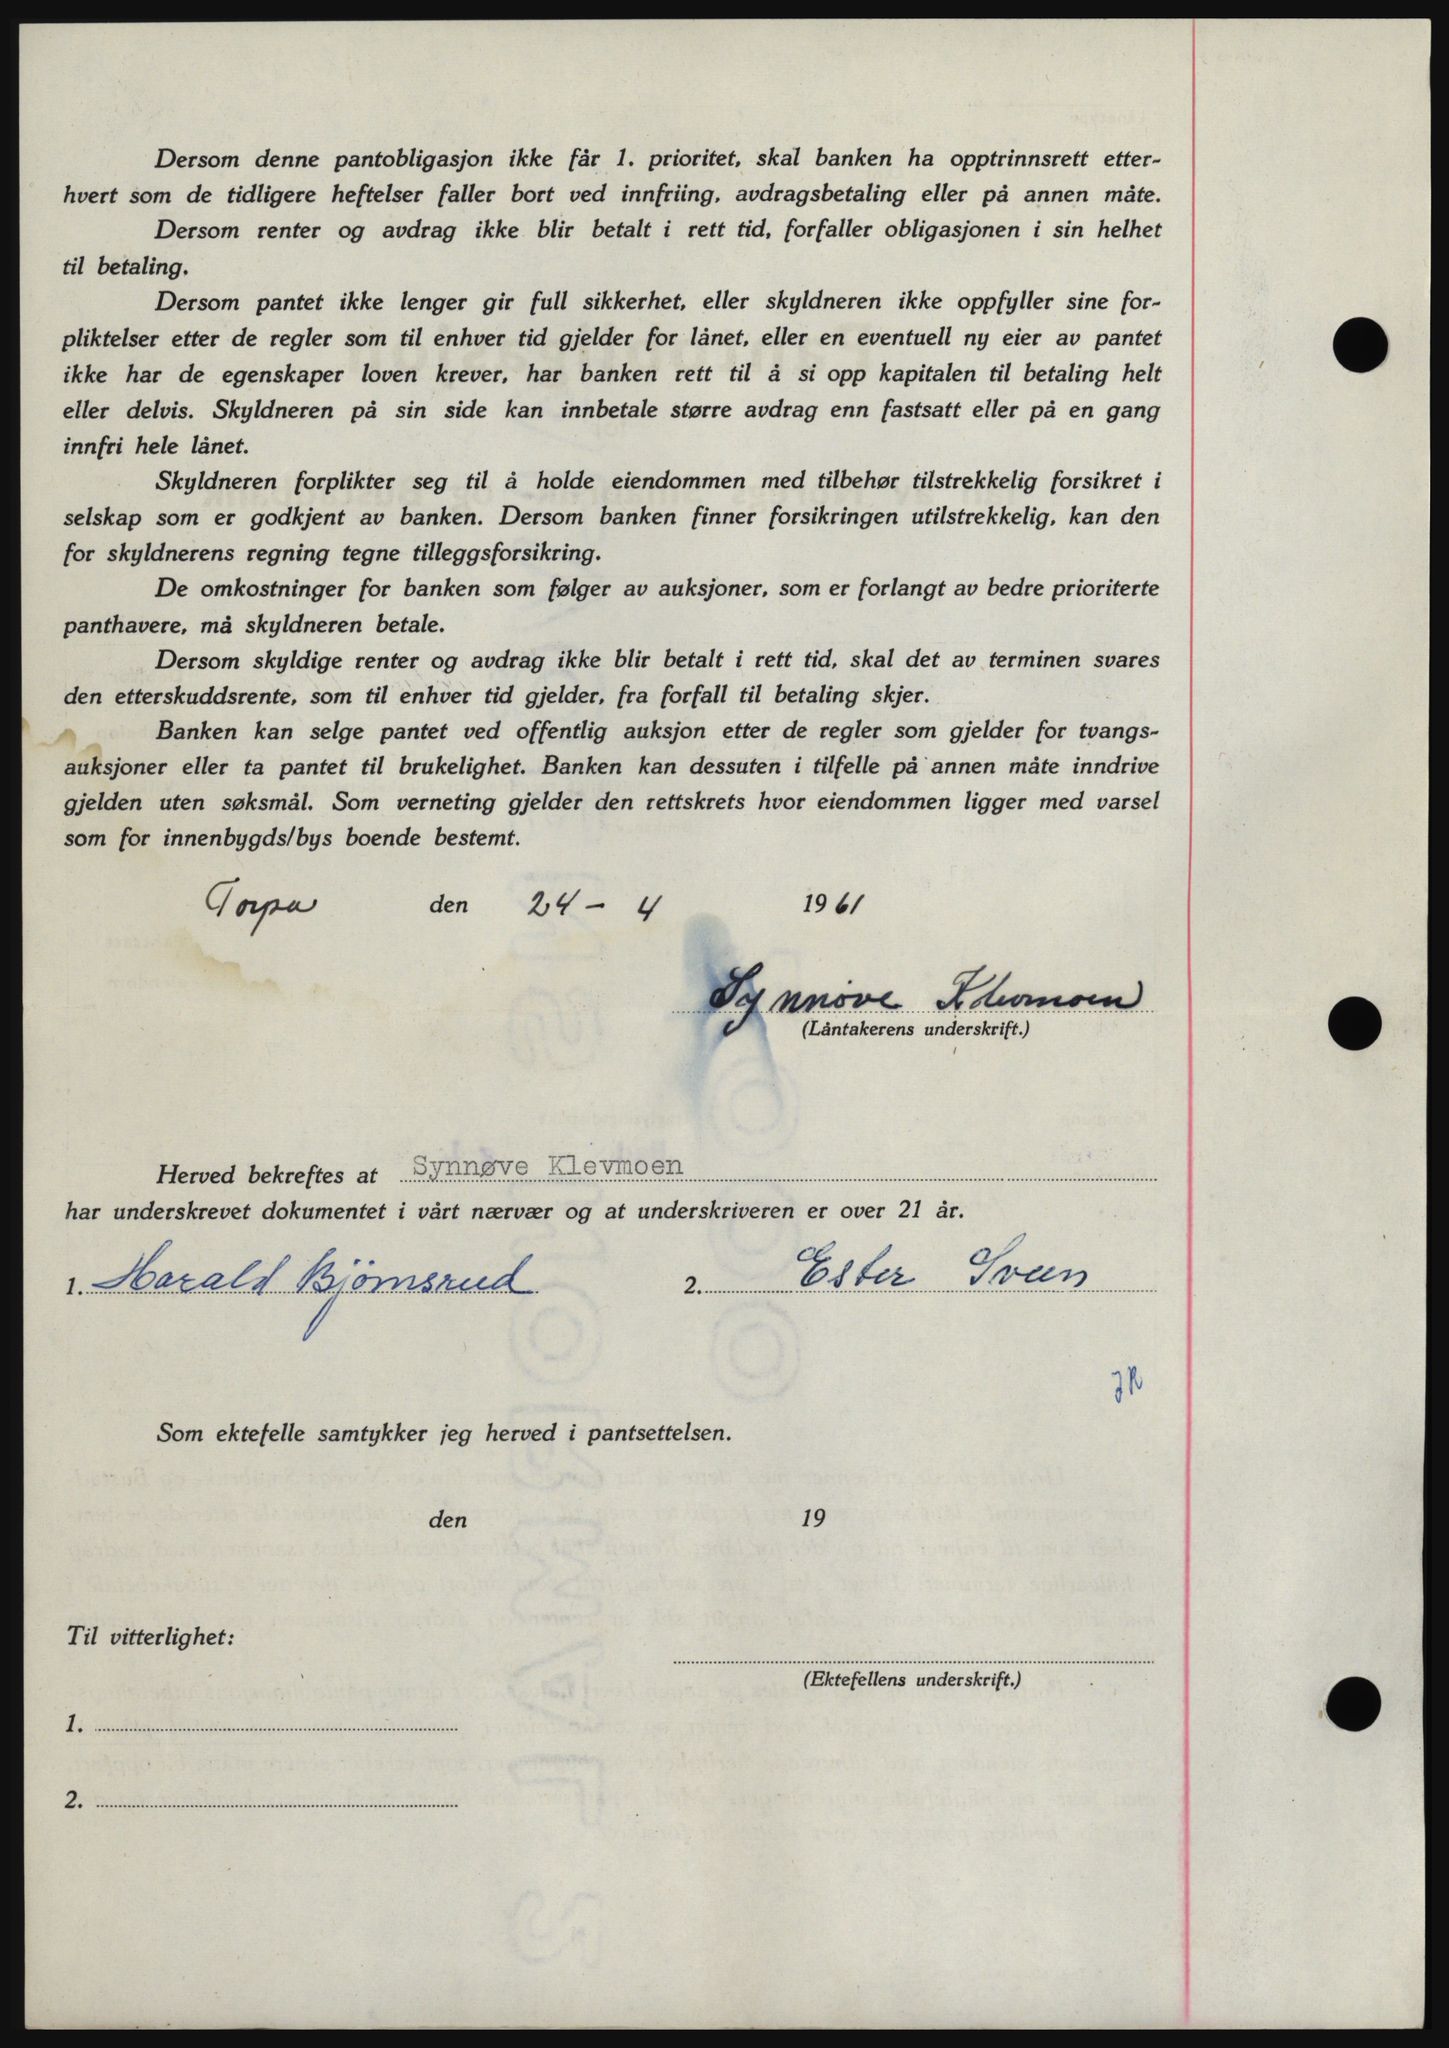 Dersom denne pantobligasjon ikke får 1. prioritet, skal banken ha opptrinnsrett etter-
hvert som de tidligere heftelser faller bort ved innfriing, avdragsbetaling eller på annen måte.
Dersom renter og avdrag ikke blir betalt i rett tid, forfaller obligasjonen i sin helhet
til betaling.
Dersom pantet ikke lenger gir full sikkerhet, eller skyldneren ikke oppfyller sine for-
pliktelser etter de regler som til enhver tid gjelder for lånet, eller en eventuell ny eier av pantet
ikke har de egenskaper loven krever, har banken rett til å si opp kapitalen til betaling helt
eller delvis. Skyldneren på sin side kan innbetale større avdrag enn fastsatt eller på en gang
innfri hele lånet.
Skyldneren forplikter seg til å holde eiendommen med tilbehør tilstrekkelig forsikret i
selskap som er godkjent av banken. Dersom banken finner forsikringen utilstrekkelig, kan den
for skyldnerens regning tegne tilleggsforsikring.
De omkostninger for banken som følger av auksjoner, som er forlangt av bedre prioriterte
panthavere, må skyldneren betale.
Dersom skyldige renter og avdrag ikke blir betalt i rett tid, skal det av terminen svares
den etterskuddsrente, som til enhver tid gjelder, fra forfall til betaling skjer.
Banken kan selge pantet ved offentlig auksjon etter de regler som gjelder for tvangs-
auksjoner eller ta pantet til brukelighet. Banken kan dessuten i tilfelle på annen måte inndrive
gjelden uten søksmål. Som verneting gjelder den rettskrets hvor eiendommen ligger med varsel
som for innenbygds/bys boende bestemt.
Torpa den 24 - 4 1961
Synnøve Klevmoen
(Låntakerens underskrift.)
Herved bekreftes at Synnøve Klevmoen
har underskrevet dokumentet i vårt nærvær og at underskriveren er over 21 år.
1. Harald Bjørnsrud 2. Ester Sveen
JR
Som ektefelle samtykker jeg herved i pantsettelsen.
den 19
Til vitterlighet:
(Ektefellens underskrift.)
1.
2.